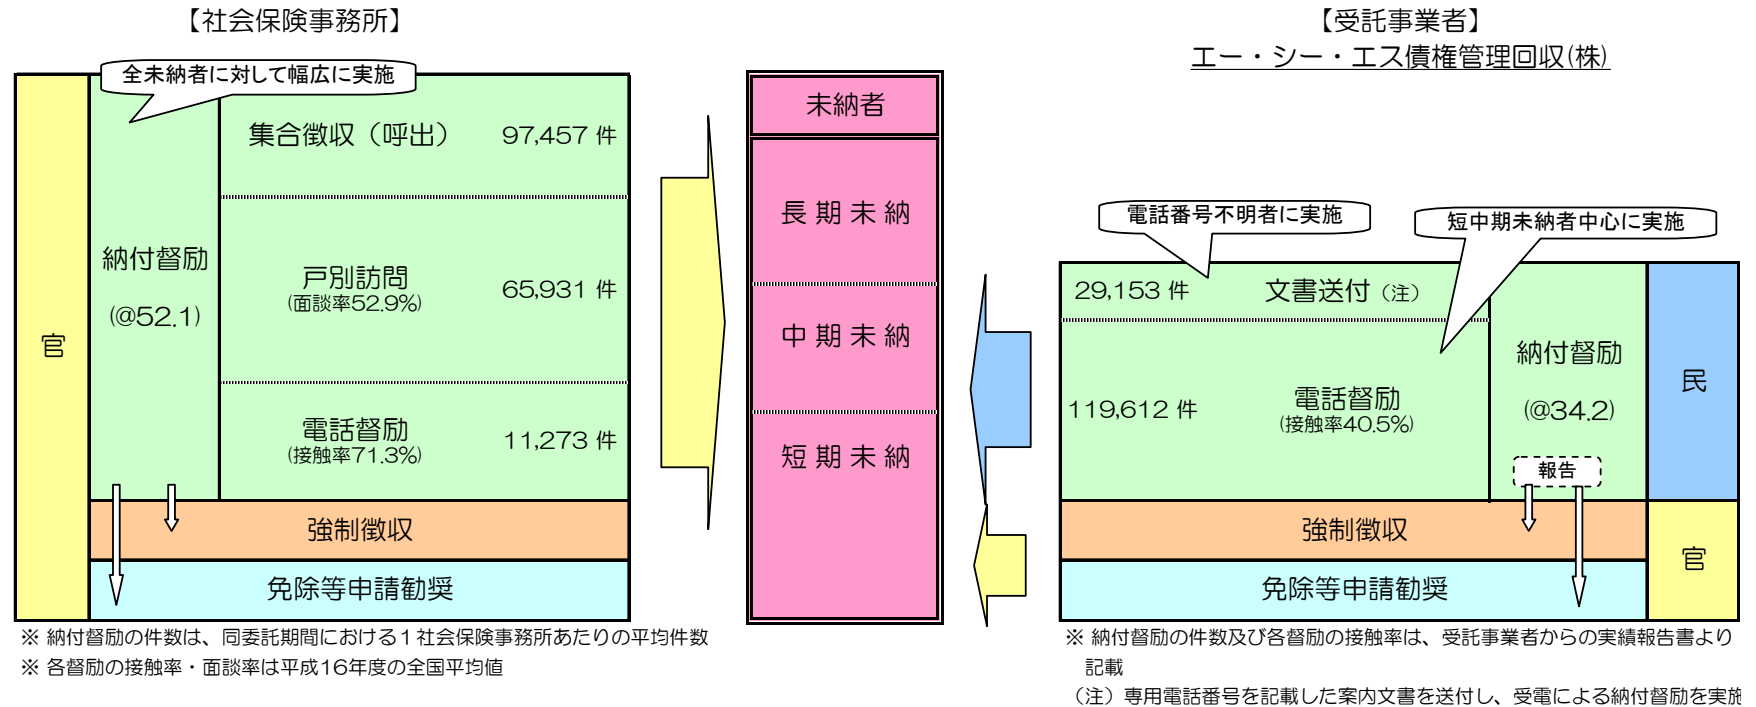 【社会保険事務所】
全未納者に対して幅広に実施
集合徴収（呼出） 97,457 件
納付督励
(@52.1)
戸別訪問
(面談率52.9%)
65,931 件
電話督励
(接触率71.3%)
11,273 件
官
強制徴収
免除等申請勧奨
※ 納付督励の件数は、同委託期間における１社会保険事務所あたりの平均件数
※ 各督励の接触率・面談率は平成16年度の全国平均値
未納者
長 期 未 納
中 期 未 納
短 期 未 納
【受託事業者】
エー・シー・エス債権管理回収(株)
電話番号不明者に実施
短中期未納者中心に実施
29,153 件 文書送付（注）
119,612 件
電話督励
(接触率40.5%)
納付督励
(@34.2)
報告
民
強制徴収
免除等申請勧奨
官
※ 納付督励の件数及び各督励の接触率は、受託事業者からの実績報告書より
記載
（注）専用電話番号を記載した案内文書を送付し、受電による納付督励を実施